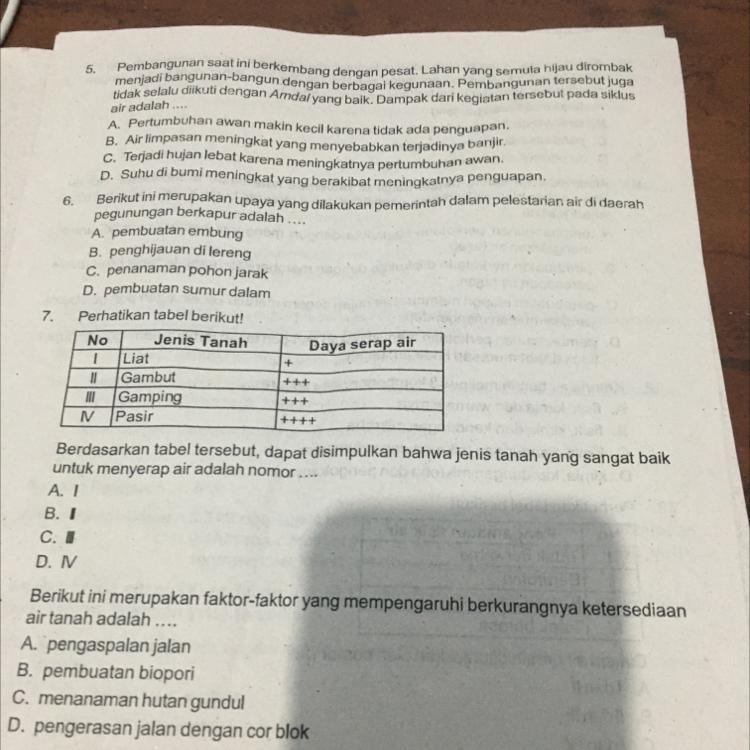 5. Pembangunan saat ini berkembang dengan pesat. Lahan yang semula hijau dirombak
menjadi bangunan-bangun dengan berbagai kegunaan. Pembangunan tersebut juga
tidak selalu diikuti dengan Amdal yang baik. Dampak dari kegiatan tersebut pada siklus
air adalah ....
A. Pertumbuhan awan makin kecil karena tidak ada penguapan.
B. Air limpasan meningkat yang menyebabkan terjadinya banjir.
C. Terjadi hujan lebat karena meningkatnya pertumbuhan awan.
D. Suhu di bumi meningkat yang berakibat meningkatnya penguapan.
6. Berikut ini merupakan upaya yang dilakukan pemerintah dalam pelestarian air di daerah
pegunungan berkapur adalah ....
A. pembuatan embung
B. penghijauan di lereng
C. penanaman pohon jarak
D. pembuatan sumur dalam
7. Perhatikan tabel berikut!
No Jenis Tanah Daya serap air
I Liat +
II Gambut +++
III Gamping +++
IV Pasir ++++
Berdasarkan tabel tersebut, dapat disimpulkan bahwa jenis tanah yang sangat baik
untuk menyerap air adalah nomor ....
A. I
B. II
C. III
D. IV
Berikut ini merupakan faktor-faktor yang mempengaruhi berkurangnya ketersediaan
air tanah adalah ....
A. pengaspalan jalan
B. pembuatan biopori
C. menanaman hutan gundul
D. pengerasan jalan dengan cor blok